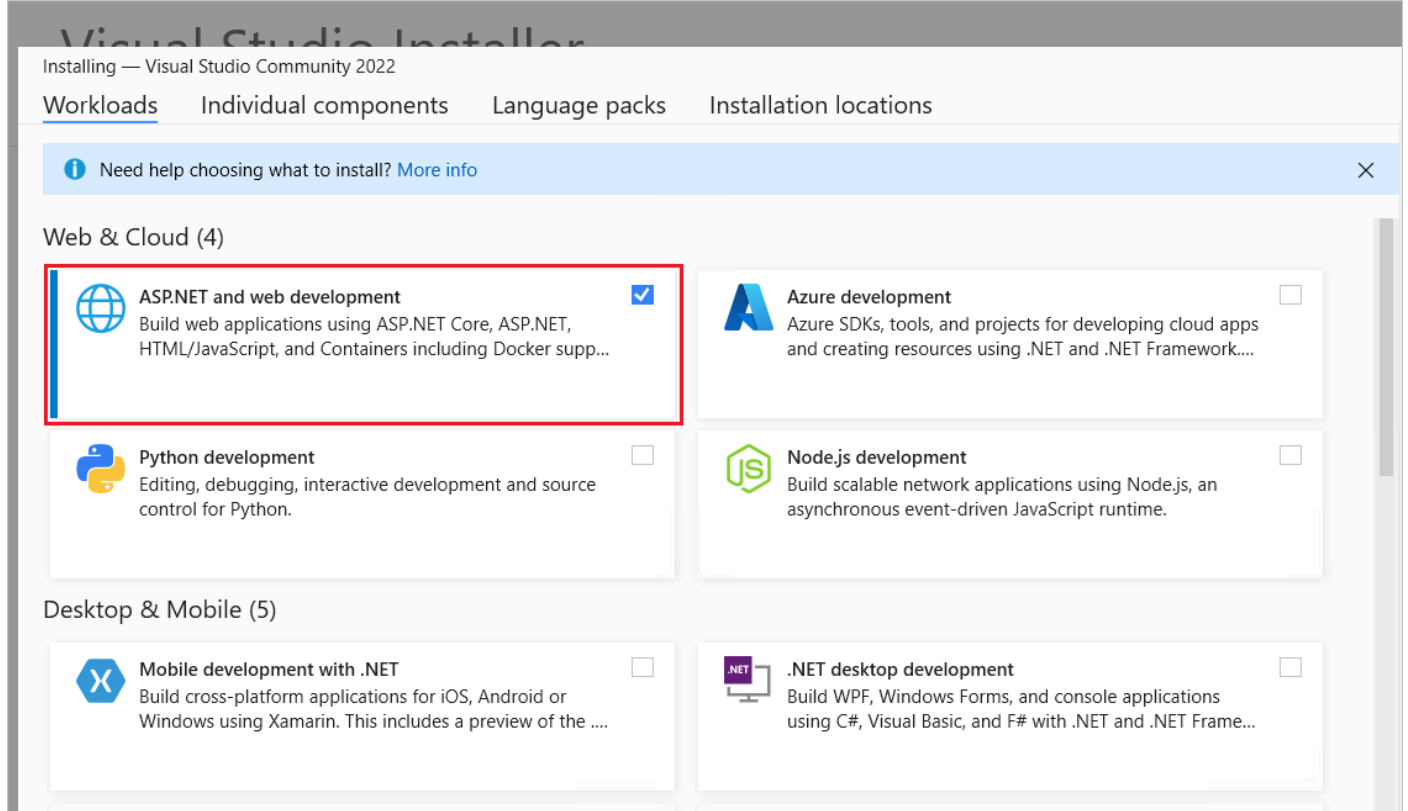 Visual Studio Installer
Installing — Visual Studio Community 2022
Workloads Individual components Language packs Installation locations
Need help choosing what to install? More info
Web & Cloud (4)
ASP.NET and web development
Build web applications using ASP.NET Core, ASP.NET,
HTML/JavaScript, and Containers including Docker supp...
Azure development
Azure SDKs, tools, and projects for developing cloud apps
and creating resources using .NET and .NET Framework....
Python development
Editing, debugging, interactive development and source
control for Python.
JS
Node.js development
Build scalable network applications using Node.js, an
asynchronous event-driven JavaScript runtime.
Desktop & Mobile (5)
Mobile development with .NET
Build cross-platform applications for iOS, Android or
Windows using Xamarin. This includes a preview of the ....
.NET
.NET desktop development
Build WPF, Windows Forms, and console applications
using C#, Visual Basic, and F# with .NET and .NET Frame...